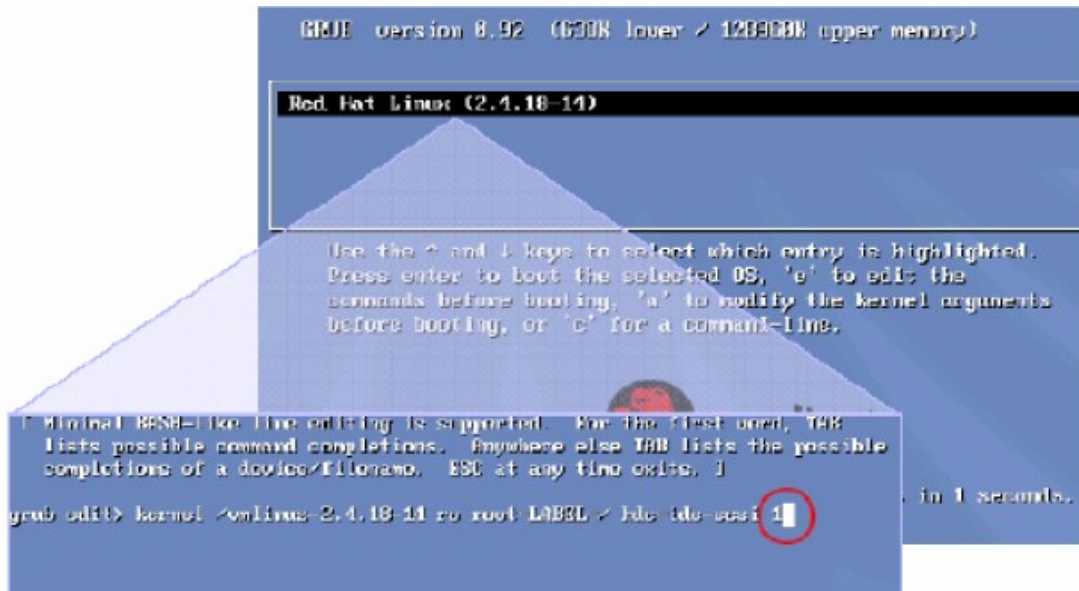 GRUB version 0.92 (638K lower / 128960K upper memory)
Red Hat Linux (2.4.18-14)
Use the ↑ and ↓ keys to select which entry is highlighted.
Press enter to boot the selected OS, 'e' to edit the
commands before booting, 'a' to modify the kernel arguments
before booting, or 'c' for a command-line.
in 1 seconds.
[ Minimal BASH-like line editing is supported. For the first word, TAB
lists possible command completions. Anywhere else TAB lists the possible
completions of a device/filename. ESC at any time exits. ]
grub edit> kernel /vmlinuz-2.4.18-14 ro root=LABEL=/ hdc=ide-scsi 1